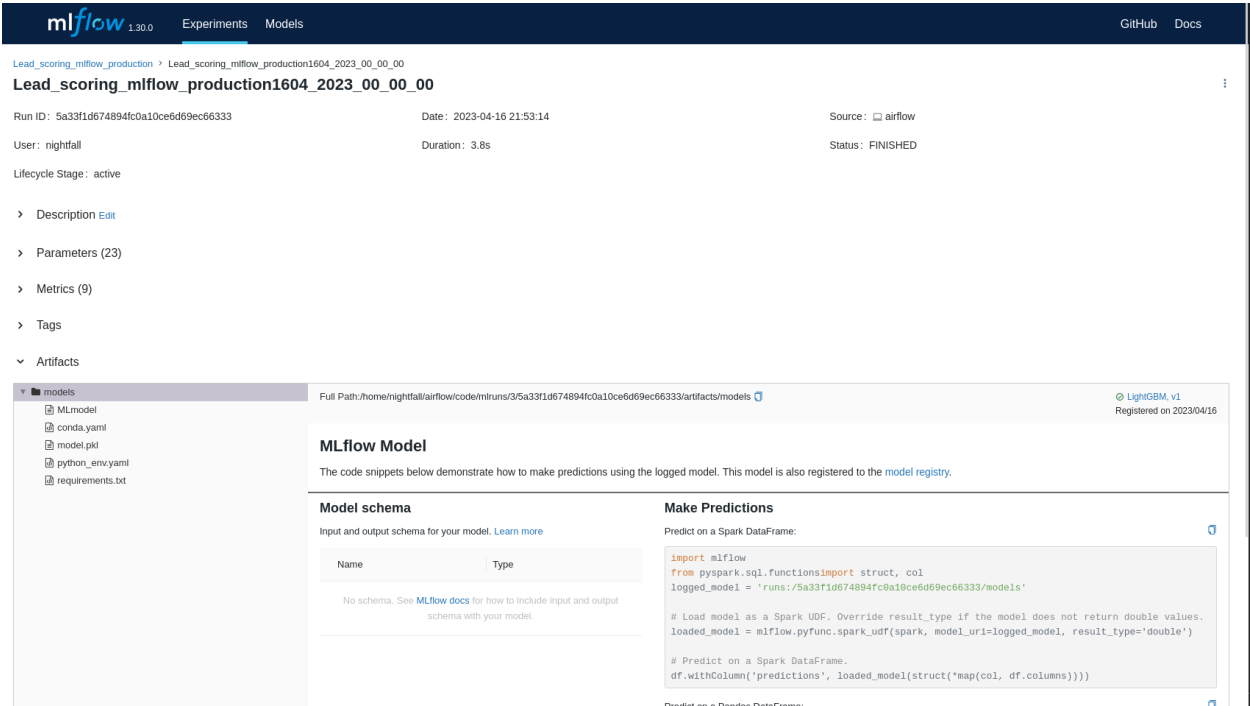 mlflow 1.30.0 Experiments Models GitHub Docs
Lead_scoring_mlflow_production > Lead_scoring_mlflow_production1604_2023_00_00_00
Lead_scoring_mlflow_production1604_2023_00_00_00
Run ID: 5a33f1d674894fc0a10ce6d69ec66333 Date: 2023-04-16 21:53:14 Source: airflow
User: nightfall Duration: 3.8s Status: FINISHED
Lifecycle Stage: active
Description Edit
Parameters (23)
Metrics (9)
Tags
Artifacts
models
MLmodel
conda.yaml
model.pkl
python_env.yaml
requirements.txt
Full Path:/home/nightfall/airflow/code/mlruns/3/5a33f1d674894fc0a10ce6d69ec66333/artifacts/models
LightGBM, v1
Registered on 2023/04/16
MLflow Model
The code snippets below demonstrate how to make predictions using the logged model. This model is also registered to the model registry.
Model schema
Input and output schema for your model. Learn more
Name Type
No schema. See MLflow docs for how to include input and output
schema with your model.
Make Predictions
Predict on a Spark DataFrame:
import mlflow
from pyspark.sql.functionsimport struct, col
logged_model = 'runs:/5a33f1d674894fc0a10ce6d69ec66333/models'
# Load model as a Spark UDF. Override result_type if the model does not return double values.
loaded_model = mlflow.pyfunc.spark_udf(spark, model_uri=logged_model, result_type='double')
# Predict on a Spark DataFrame.
df.withColumn('predictions', loaded_model(struct(*map(col, df.columns))))
Predict on a Pandas DataFrame: